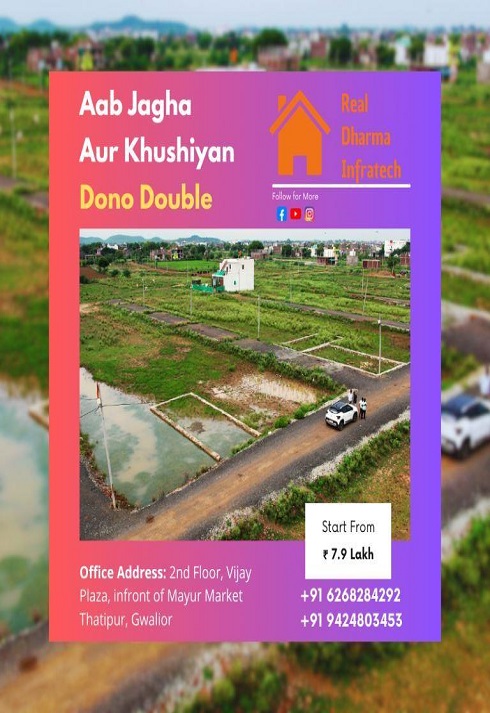 Aab Jagha
Aur Khushiyan
Dono Double
Real
Dharma
Infratech
Follow for More
Start From
₹ 7.9 Lakh
Office Address: 2nd Floor, Vijay
Plaza, infront of Mayur Market
Thatipur, Gwalior
+91 6268284292
+91 9424803453